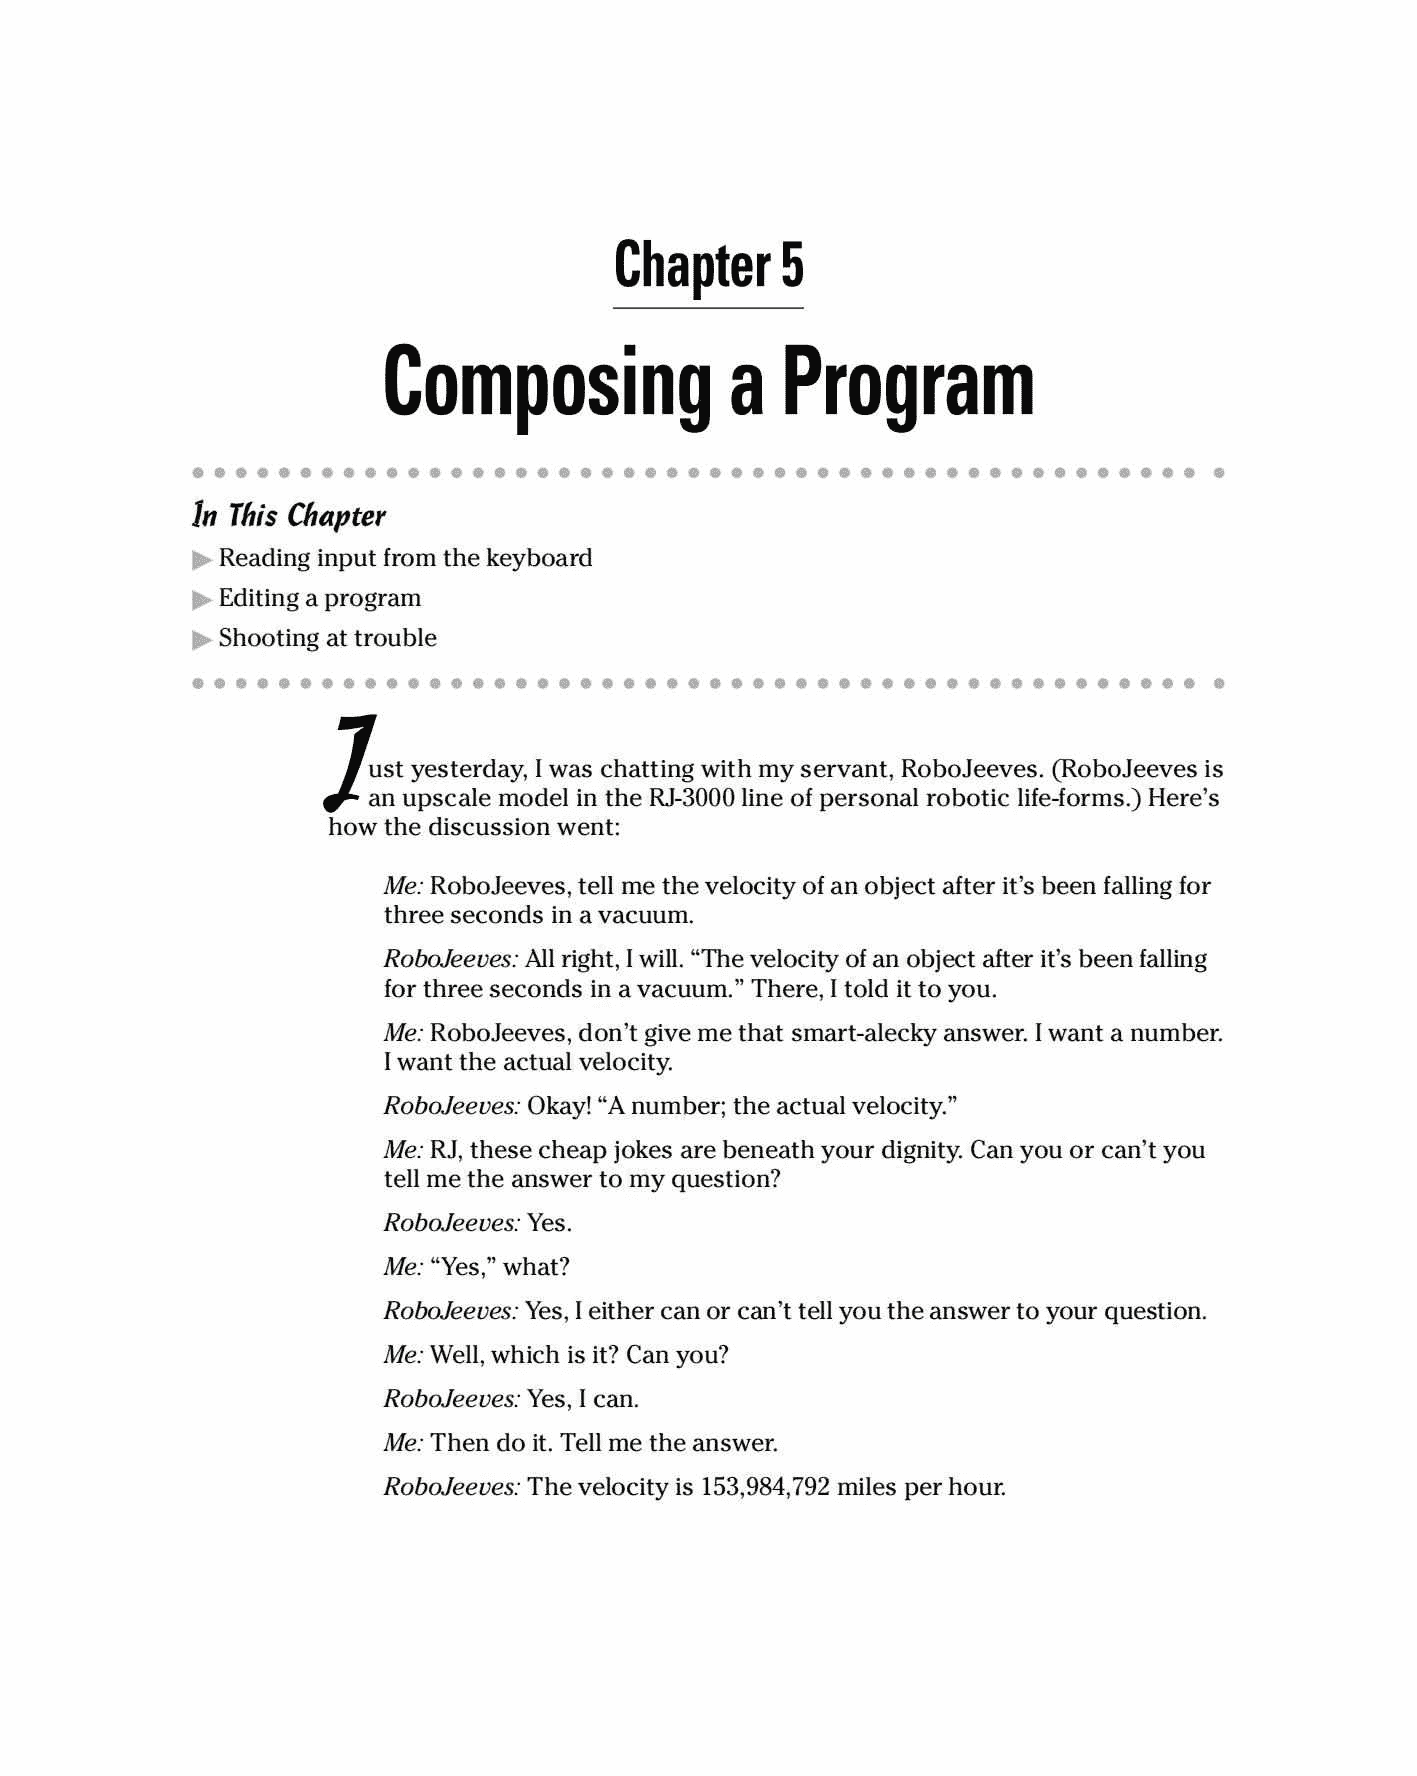 Chapter 5
Composing a Program
In This Chapter
▶ Reading input from the keyboard
▶ Editing a program
▶ Shooting at trouble
Just yesterday, I was chatting with my servant, RoboJeeves. (RoboJeeves is
an upscale model in the RJ-3000 line of personal robotic life-forms.) Here’s
how the discussion went:
Me: RoboJeeves, tell me the velocity of an object after it’s been falling for
three seconds in a vacuum.
RoboJeeves: All right, I will. “The velocity of an object after it’s been falling
for three seconds in a vacuum.” There, I told it to you.
Me: RoboJeeves, don’t give me that smart-alecky answer. I want a number.
I want the actual velocity.
RoboJeeves: Okay! “A number; the actual velocity.”
Me: RJ, these cheap jokes are beneath your dignity. Can you or can’t you
tell me the answer to my question?
RoboJeeves: Yes.
Me: “Yes,” what?
RoboJeeves: Yes, I either can or can’t tell you the answer to your question.
Me: Well, which is it? Can you?
RoboJeeves: Yes, I can.
Me: Then do it. Tell me the answer.
RoboJeeves: The velocity is 153,984,792 miles per hour.